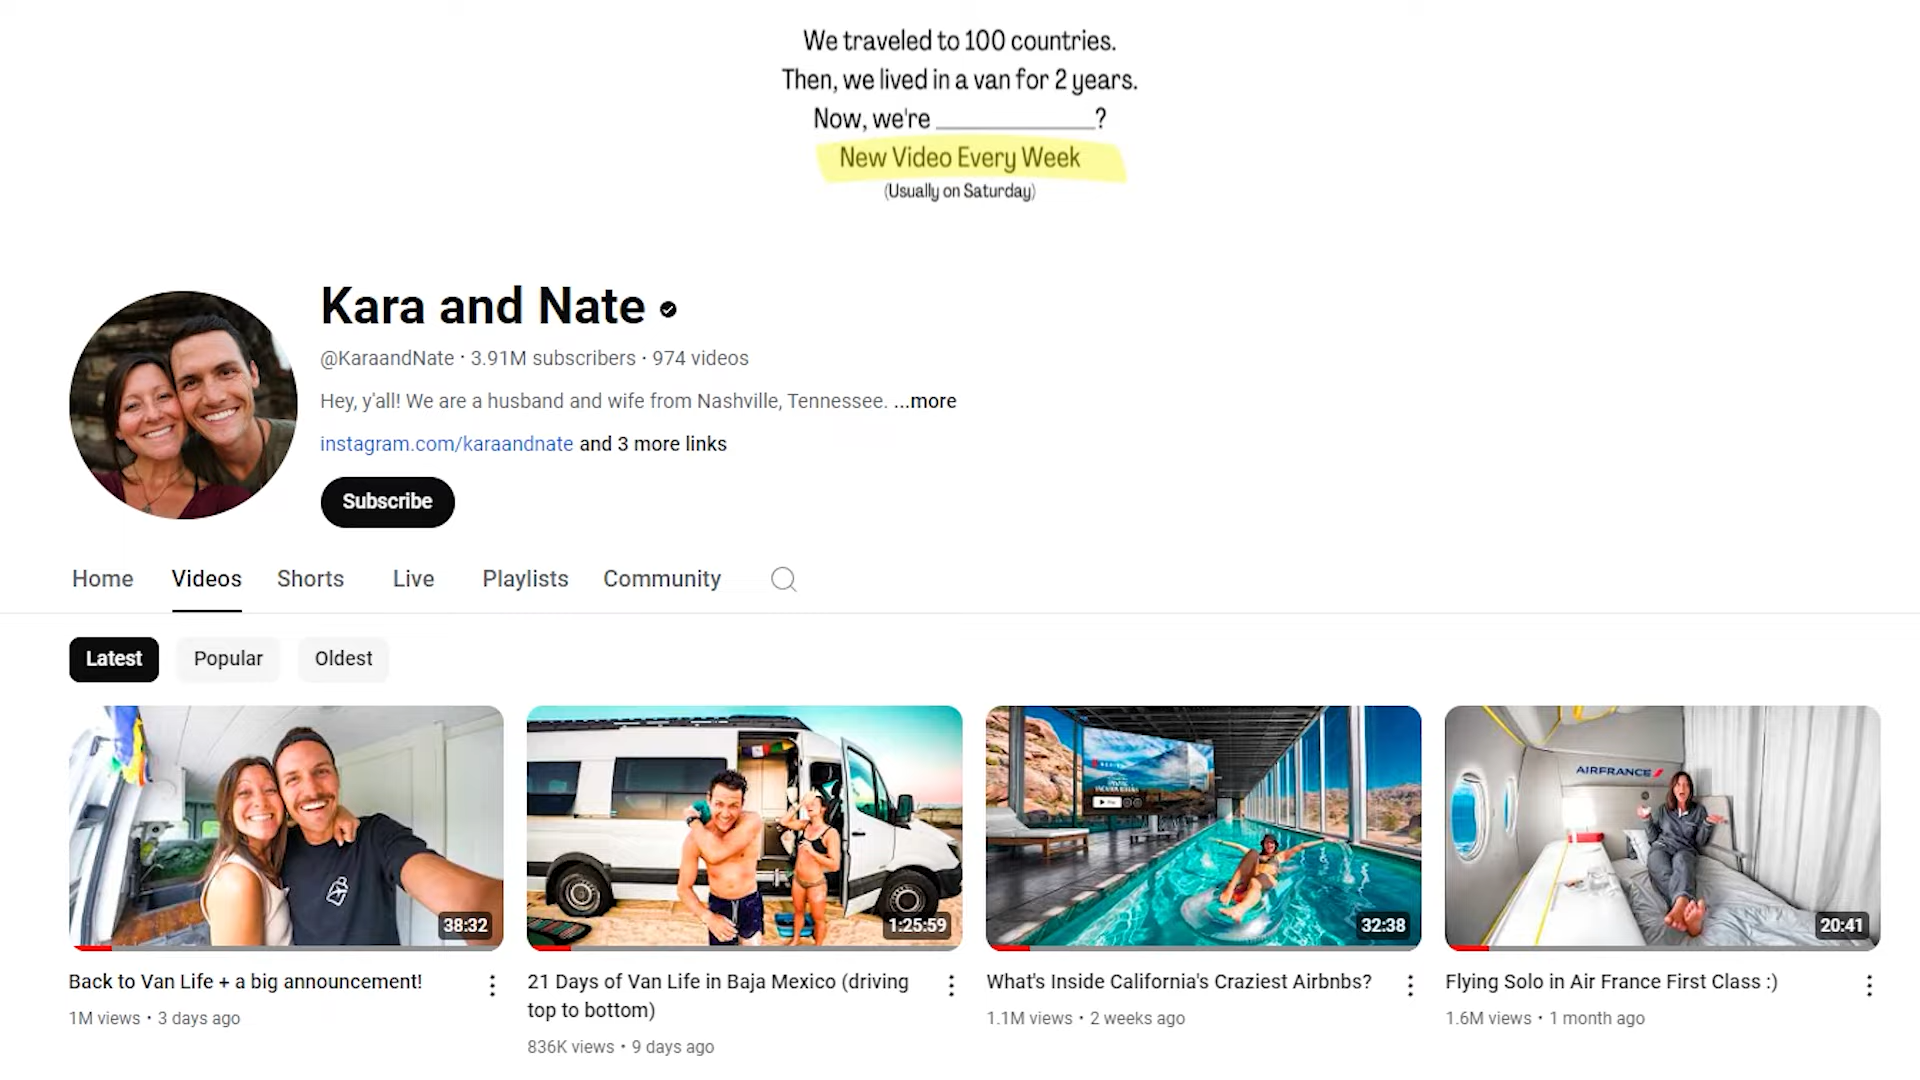 We traveled to 100 countries.
Then, we lived in a van for 2 years.
Now, we're ____________?
New Video Every Week
(Usually on Saturday)
Kara and Nate
@KaraandNate • 3.91M subscribers • 974 videos
Hey, y'all! We are a husband and wife from Nashville, Tennessee. ...more
instagram.com/karaandnate and 3 more links
Subscribe
Home Videos Shorts Live Playlists Community
Latest Popular Oldest
38:32
1:25:59
NETFLIX
Play
32:38
AIRFRANCE
20:41
Back to Van Life + a big announcement!
1M views • 3 days ago
21 Days of Van Life in Baja Mexico (driving
top to bottom)
836K views • 9 days ago
What's Inside California's Craziest Airbnbs?
1.1M views • 2 weeks ago
Flying Solo in Air France First Class :)
1.6M views • 1 month ago